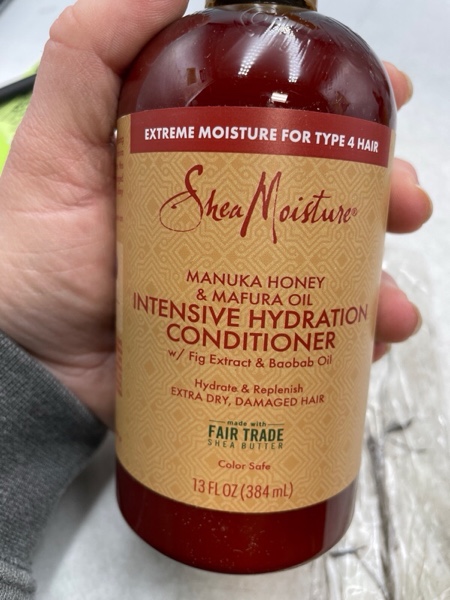 EXTREME MOISTURE FOR TYPE 4 HAIR
SheaMoisture®
MANUKA HONEY
& MAFURA OIL
INTENSIVE HYDRATION
CONDITIONER
w/ Fig Extract & Baobab Oil
Hydrate & Replenish
EXTRA DRY, DAMAGED HAIR
made with
FAIR TRADE
SHEA BUTTER
Color Safe
13 FL OZ (384 mL)